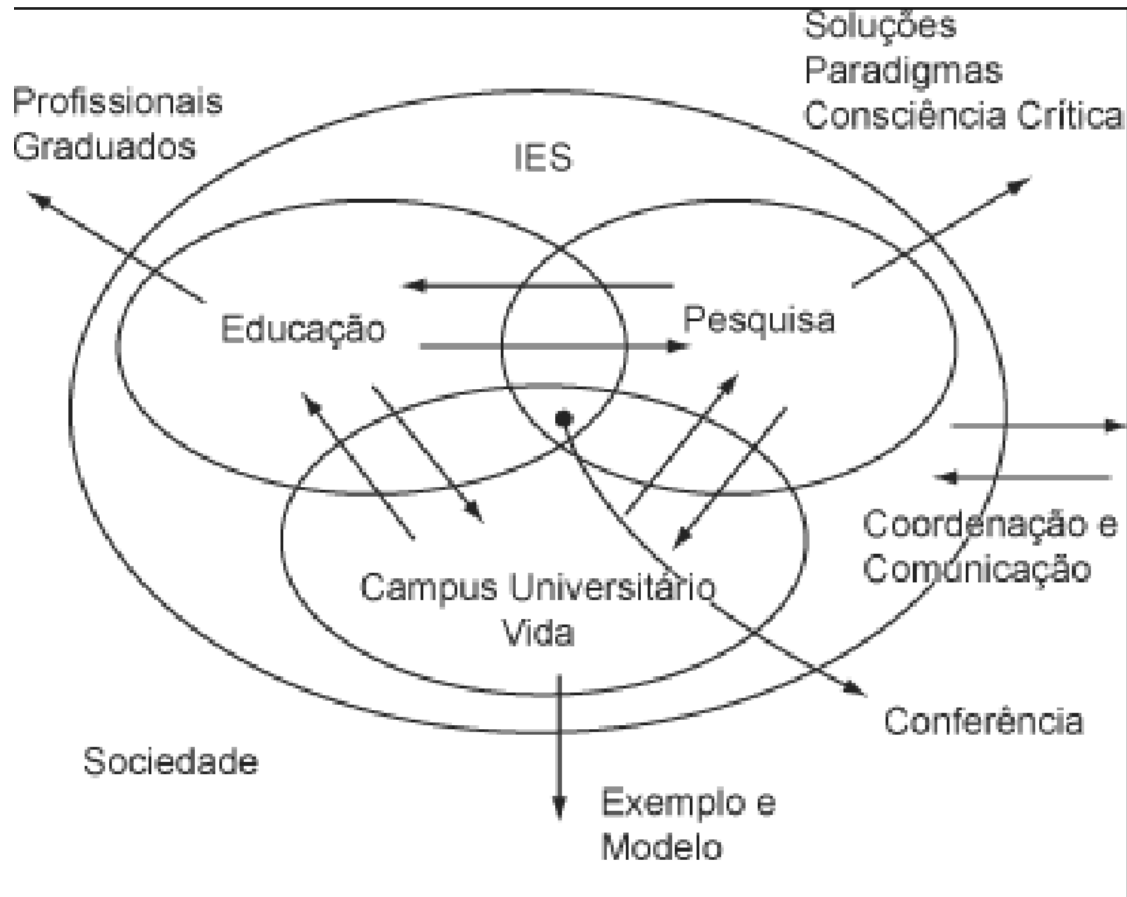 Soluções
Paradigmas
Consciência Crítica
Profissionais
Graduados
IES
Educação
Pesquisa
Coordenação e
Comunicação
Campus Universitário
Vida
Conferência
Sociedade
Exemplo e
Modelo